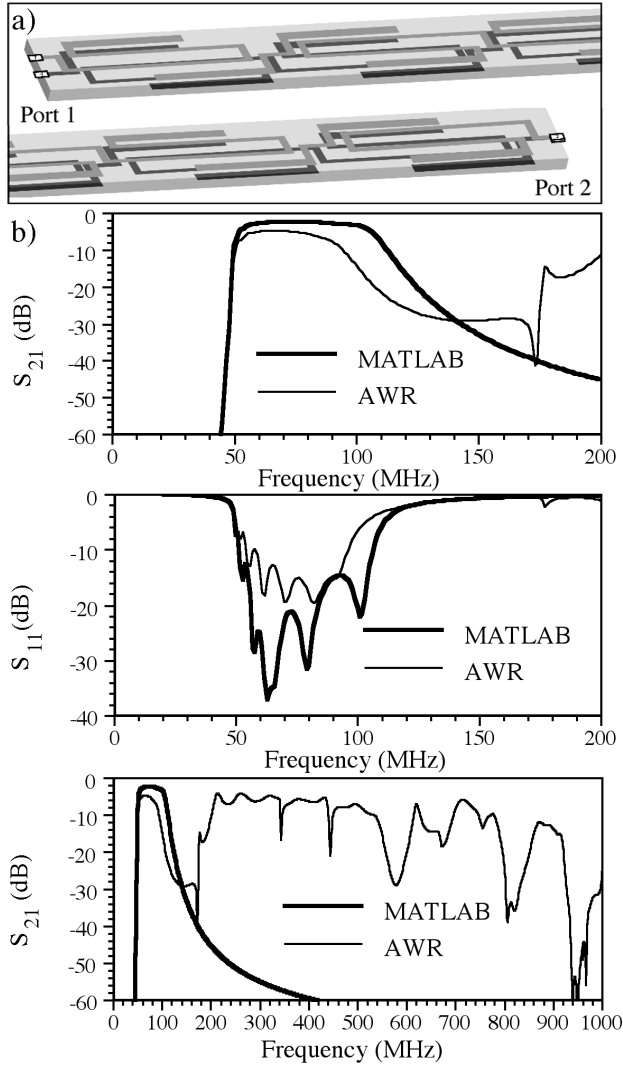 a)
Port 1
Port 2
b)
0
-10
-20
-30
-40
-50
-60
S21 (dB)
MATLAB
AWR
0 50 100 150 200
Frequency (MHz)
0
-10
-20
-30
-40
S11 (dB)
MATLAB
AWR
0 50 100 150 200
Frequency (MHz)
0
-10
-20
-30
-40
-50
-60
S21 (dB)
MATLAB
AWR
0 100 200 300 400 500 600 700 800 900 1000
Frequency (MHz)